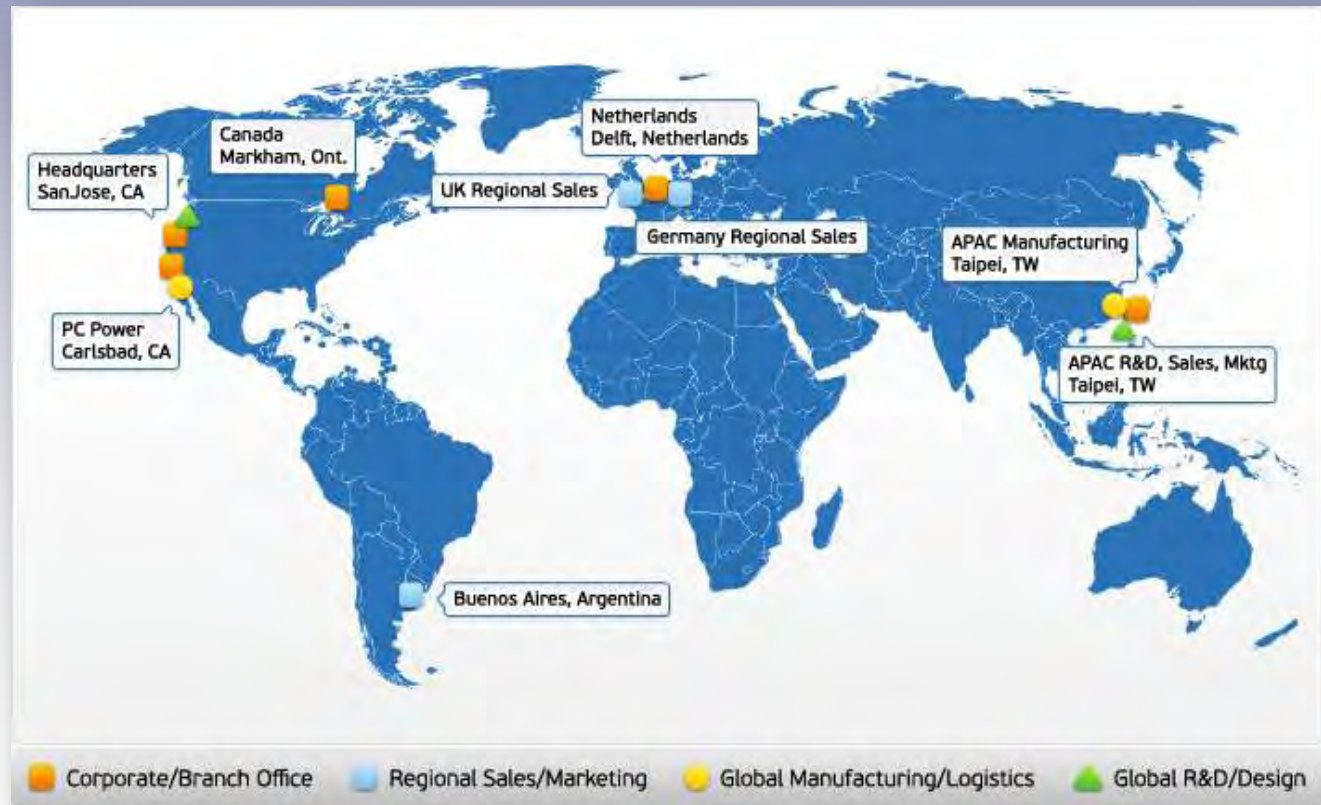 Netherlands
Delft, Netherlands
Canada
Markham, Ont.
Headquarters
SanJose, CA
UK Regional Sales
Germany Regional Sales
APAC Manufacturing
Taipei, TW
PC Power
Carlsbad, CA
APAC R&D, Sales, Mktg
Taipei, TW
Buenos Aires, Argentina
Corporate/Branch Office
Regional Sales/Marketing
Global Manufacturing/Logistics
Global R&D/Design